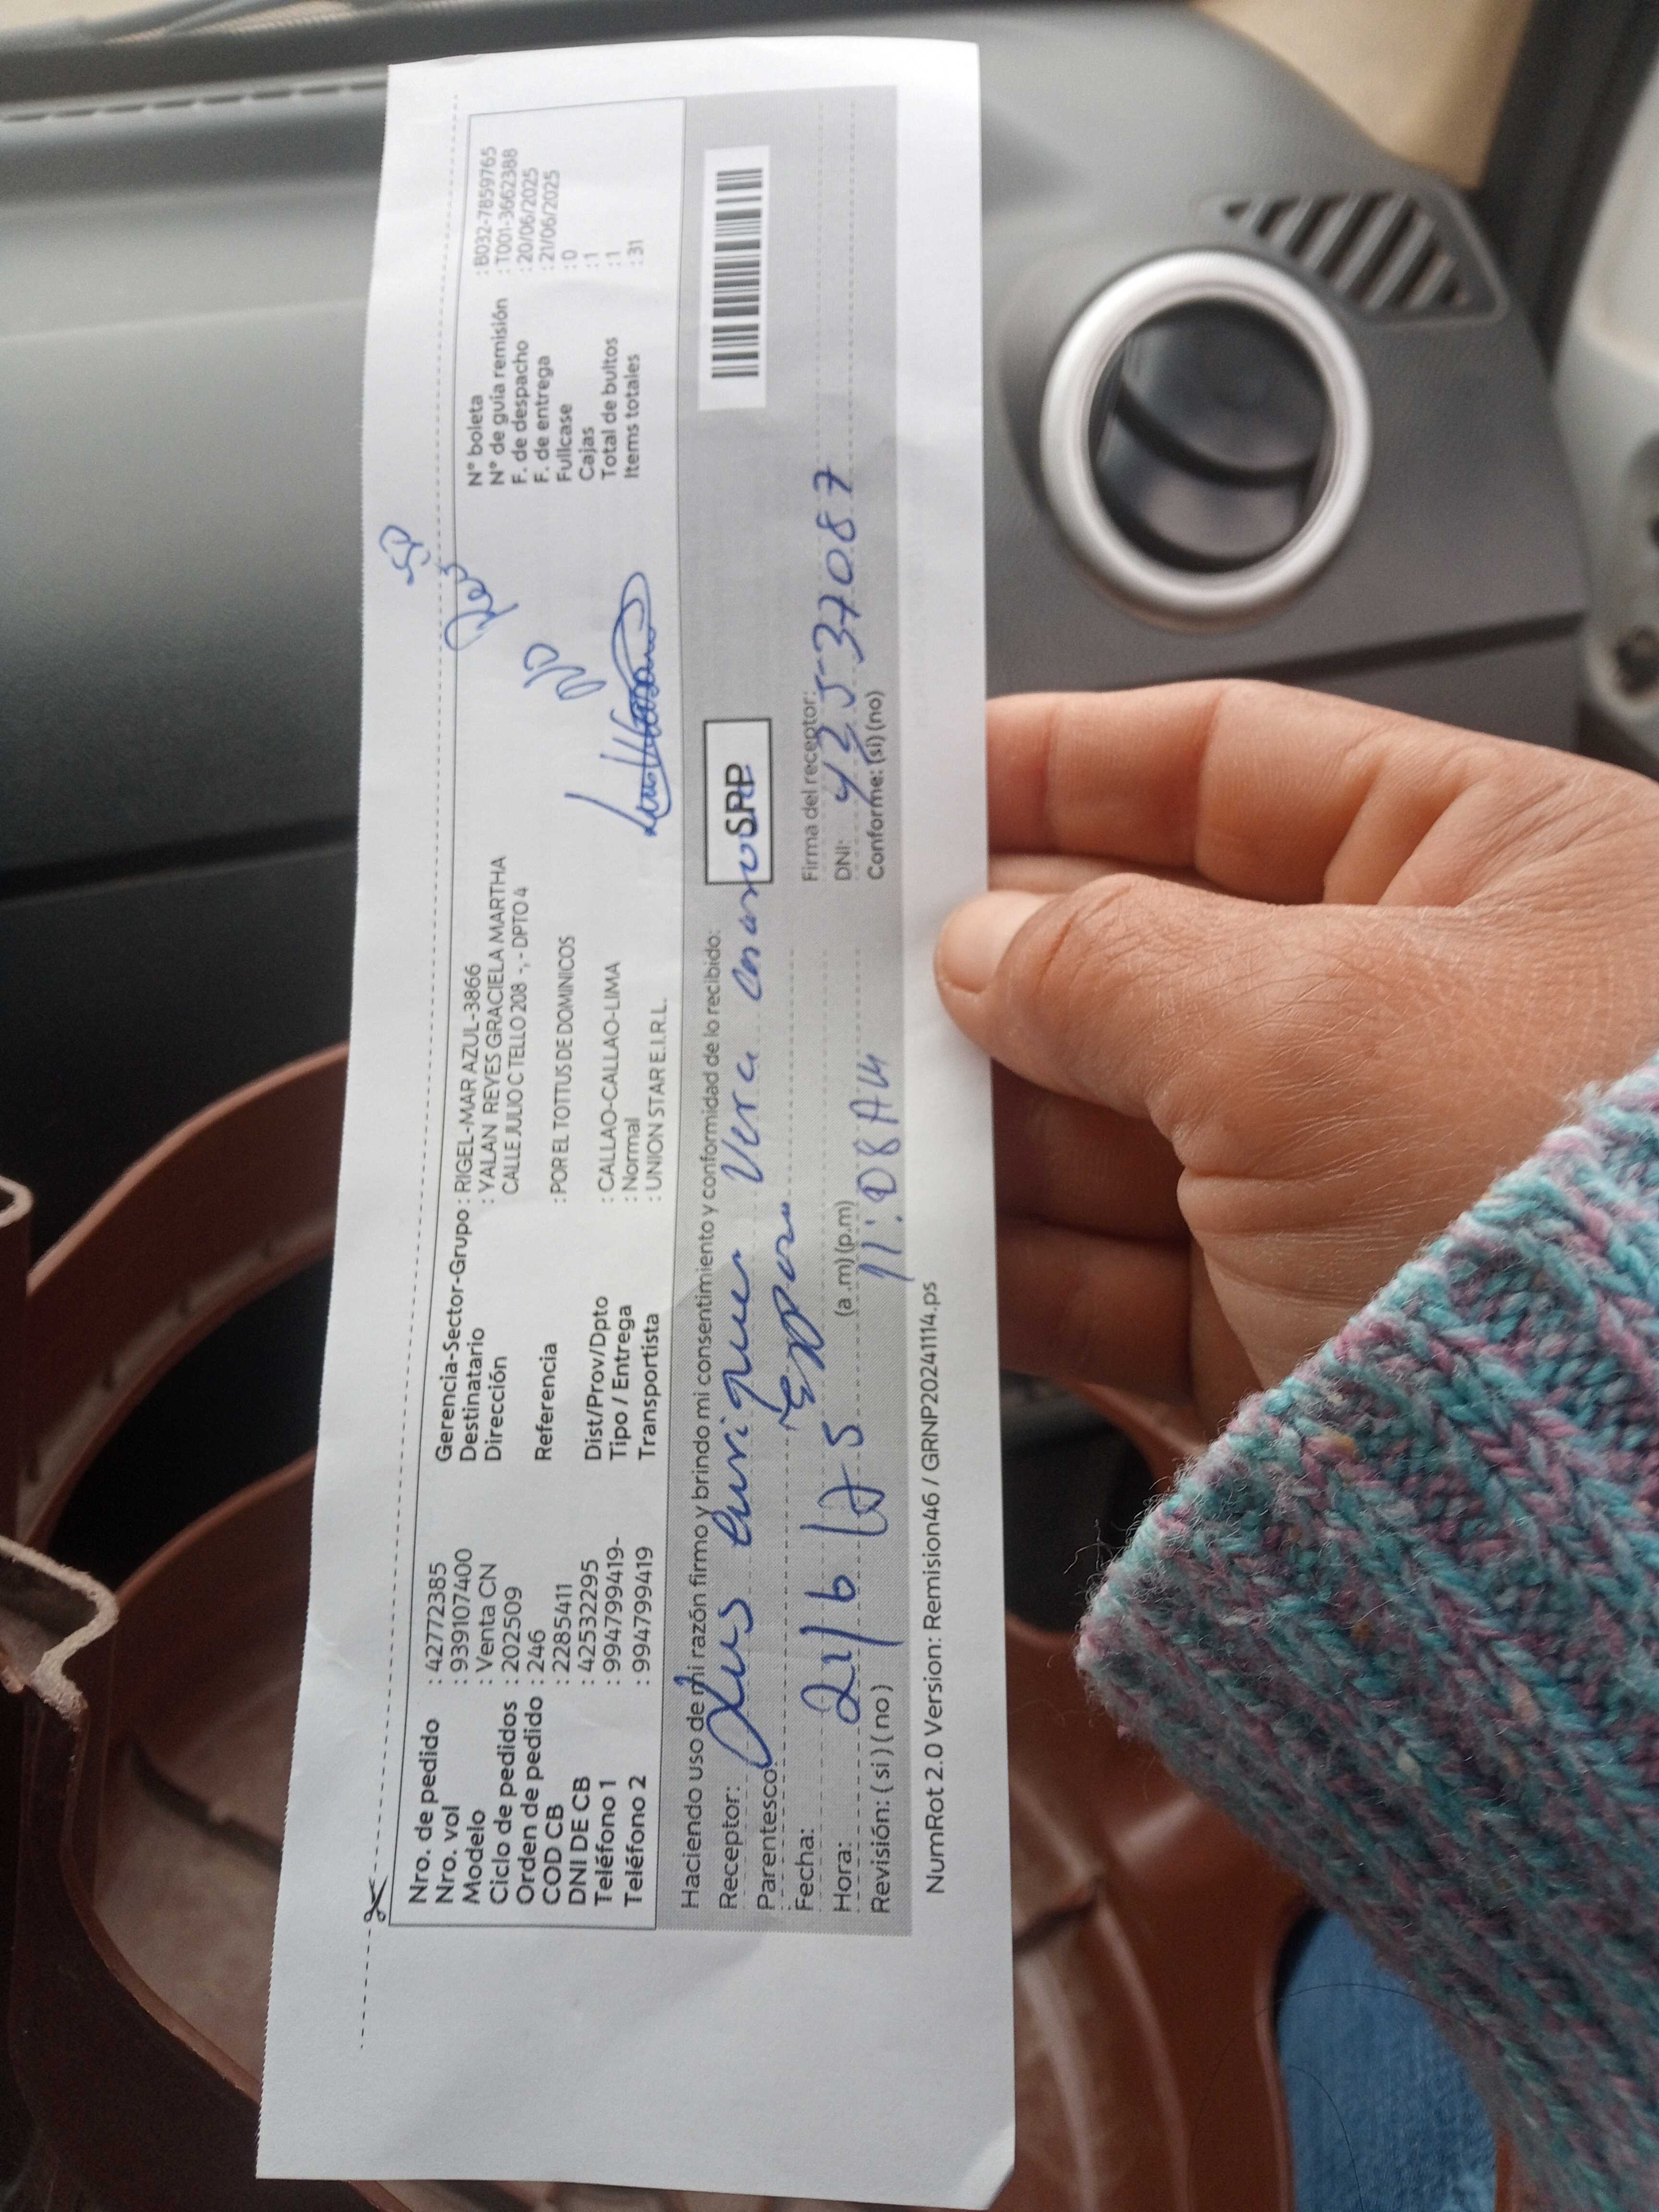 Nro. de pedido : 42772385
Nro. vol : 939107400
Modelo : Venta CN
Ciclo de pedidos : 202509
Orden de pedido : 246
COD CB : 2285411
DNI DE CB : 42532295
Teléfono 1 : 994799419-
Teléfono 2 : 994799419
Gerencia-Sector-Grupo : RIGEL-MAR AZUL-3866
Destinatario : YALAN REYES GRACIELA MARTHA
Dirección CALLE JULIO C TELLO 208 -, - DPTO 4
Referencia : POR EL TOTTUS DE DOMINICOS
Dist/Prov/Dpto : CALLAO-CALLAO-LIMA
Tipo / Entrega : Normal
Transportista : UNION STAR E.I.R.L.
N° boleta : B032-7859765
N° de guía remisión : T001-3662388
F. de despacho : 20/06/2025
F. de entrega : 21/06/2025
Fullcase : 0
Cajas : 1
Total de bultos : 1
Items totales : 31
Haciendo uso de mi razón firmo y brindo mi consentimiento y conformidad de lo recibido:
Receptor: Luis Enrique Vera
SPP
Parentesco:
Fecha: 21/6/25
Firma del receptor:
Hora: (a.m) (p.m) 11:08 AM
DNI: 42537087
Revisión: ( si ) ( no )
Conforme: (si) (no)
NumRot 2.0 Version: Remision46 / GRNP20241114.ps